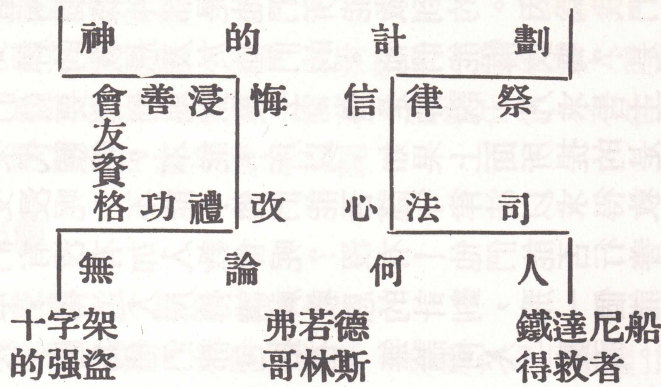 神的計劃
會友資格
善功
浸禮
悔改
信心
律法
祭司
無論何人
十字架的强盜
弗若德哥林斯
鐵達尼船得救者